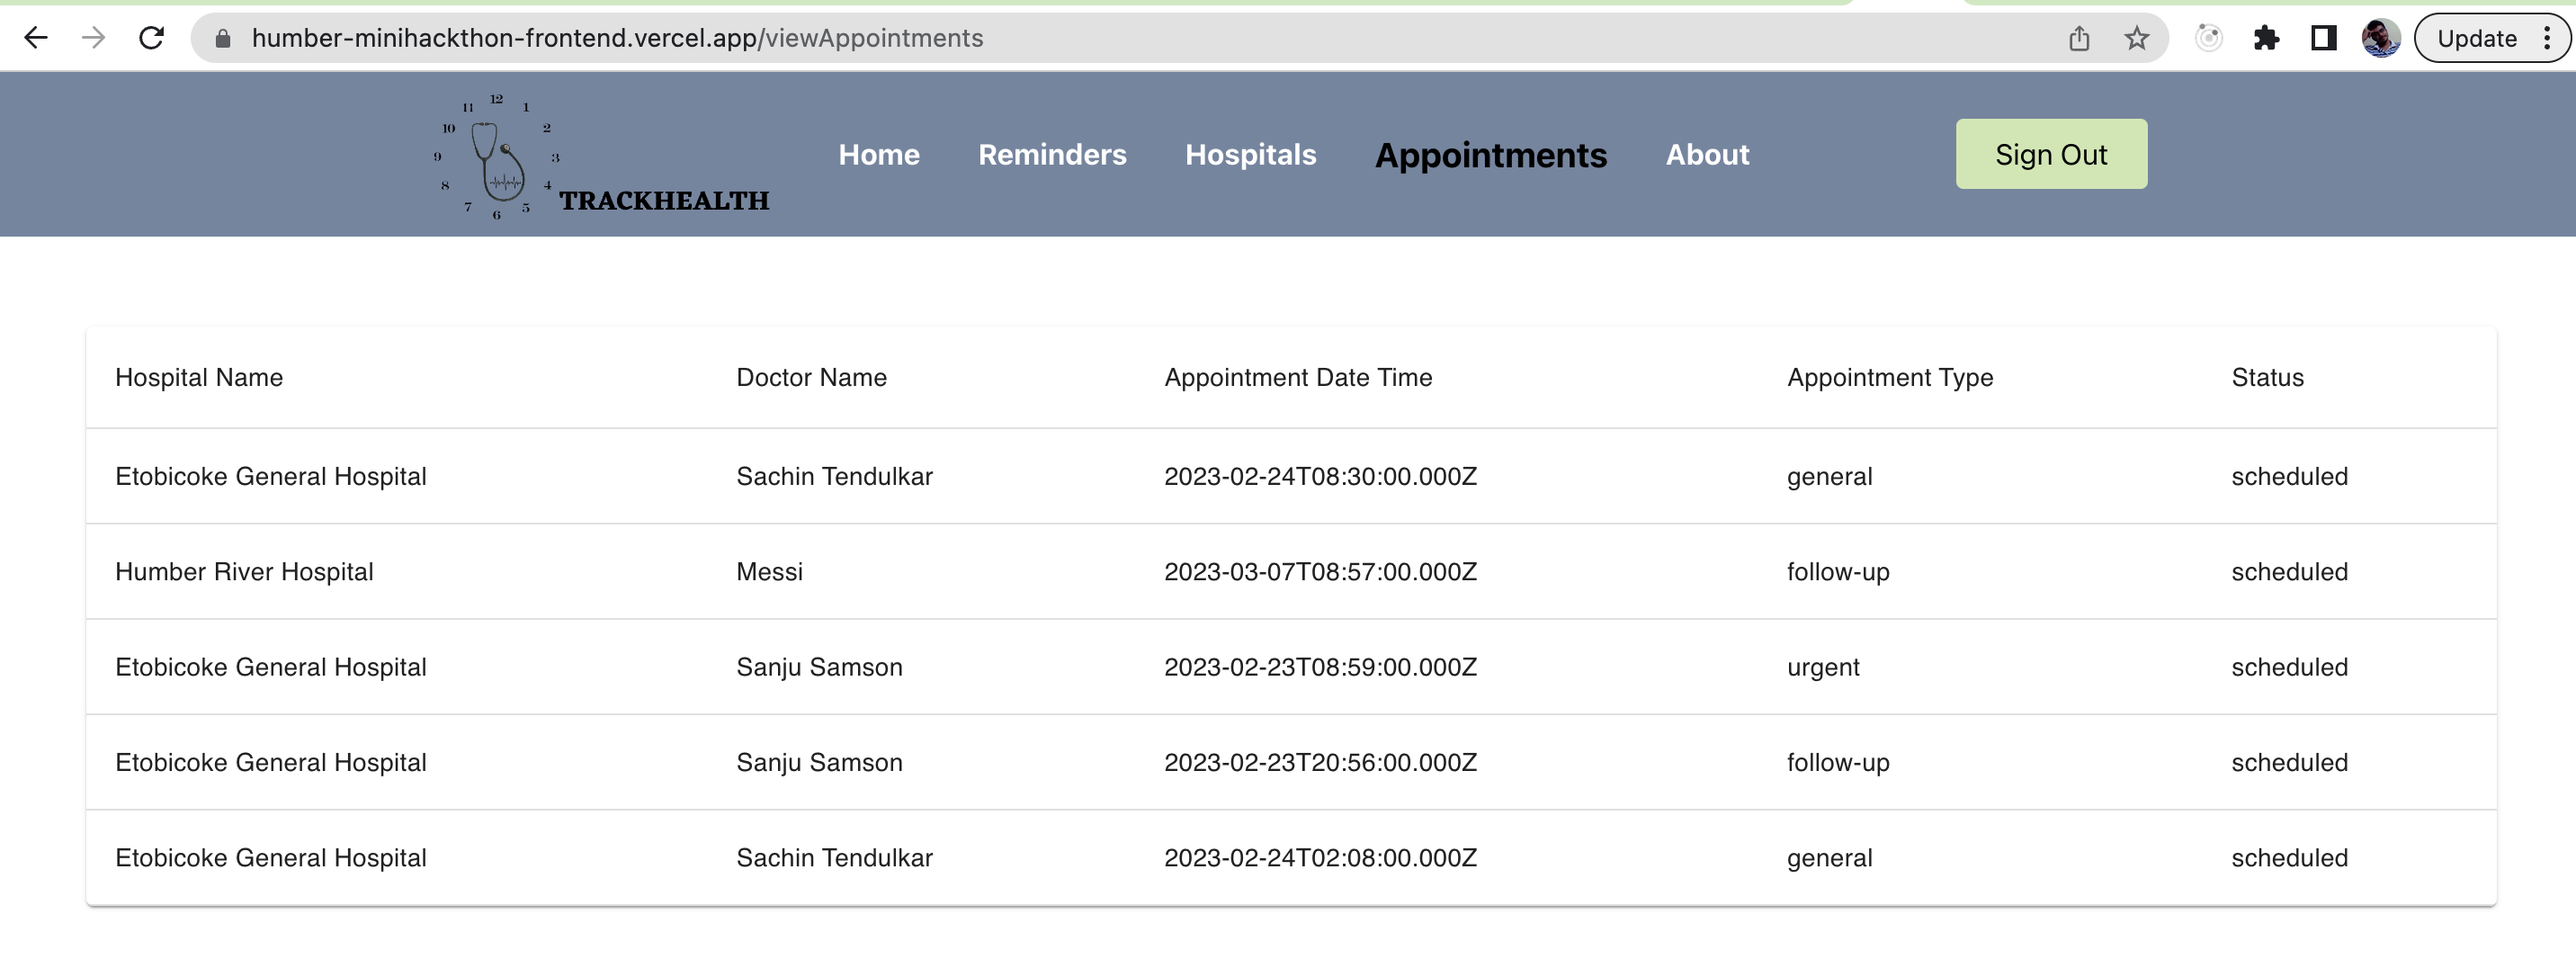 humber-minihackthon-frontend.vercel.app/viewAppointments Update
12
11 1
10 2
9 3
8 4
7 5
6
TRACKHEALTH
Home Reminders Hospitals Appointments About Sign Out
Hospital Name Doctor Name Appointment Date Time Appointment Type Status
Etobicoke General Hospital Sachin Tendulkar 2023-02-24T08:30:00.000Z general scheduled
Humber River Hospital Messi 2023-03-07T08:57:00.000Z follow-up scheduled
Etobicoke General Hospital Sanju Samson 2023-02-23T08:59:00.000Z urgent scheduled
Etobicoke General Hospital Sanju Samson 2023-02-23T20:56:00.000Z follow-up scheduled
Etobicoke General Hospital Sachin Tendulkar 2023-02-24T02:08:00.000Z general scheduled